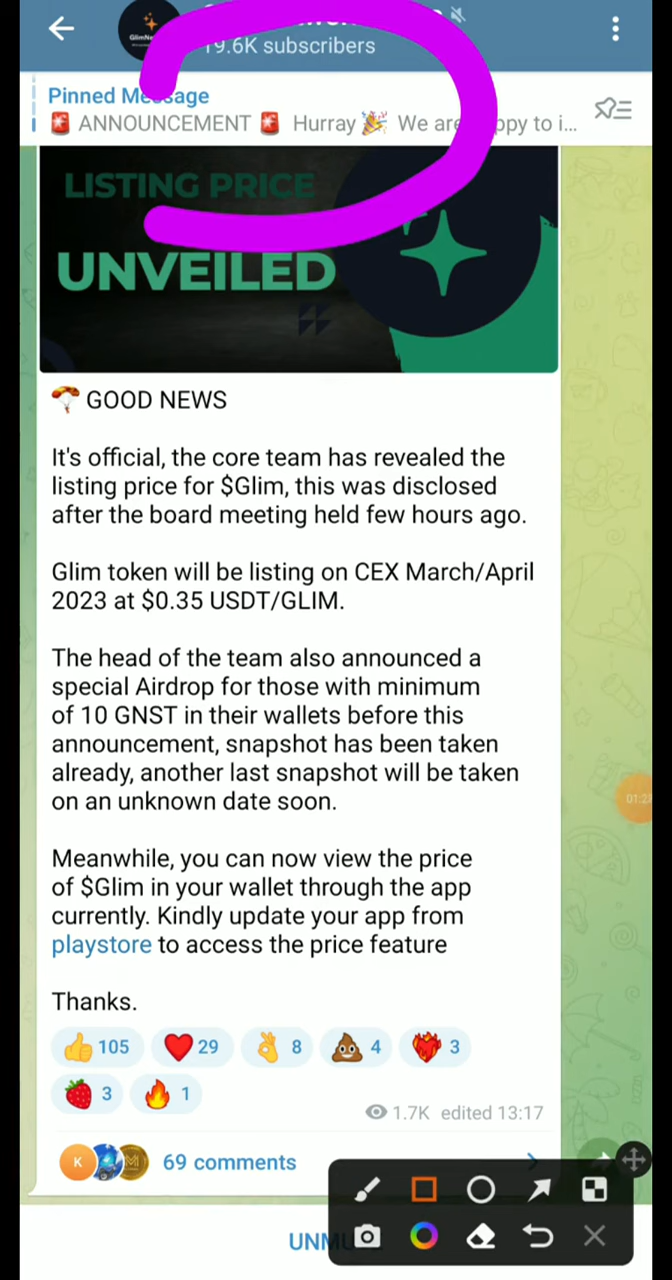 19.6K subscribers
Pinned Message
🚨 ANNOUNCEMENT 🚨 Hurray 🎉 We are happy to i...
LISTING PRICE
UNVEILED
🪂 GOOD NEWS
It's official, the core team has revealed the
listing price for $Glim, this was disclosed
after the board meeting held few hours ago.
Glim token will be listing on CEX March/April
2023 at $0.35 USDT/GLIM.
The head of the team also announced a
special Airdrop for those with minimum
of 10 GNST in their wallets before this
announcement, snapshot has been taken
already, another last snapshot will be taken
on an unknown date soon.
Meanwhile, you can now view the price
of $Glim in your wallet through the app
currently. Kindly update your app from
playstore to access the price feature
Thanks.
👍 105 ❤️ 29 👌 8 💩 4 ❤️‍🔥 3
🍓 3 🔥 1
1.7K edited 13:17
K
69 comments